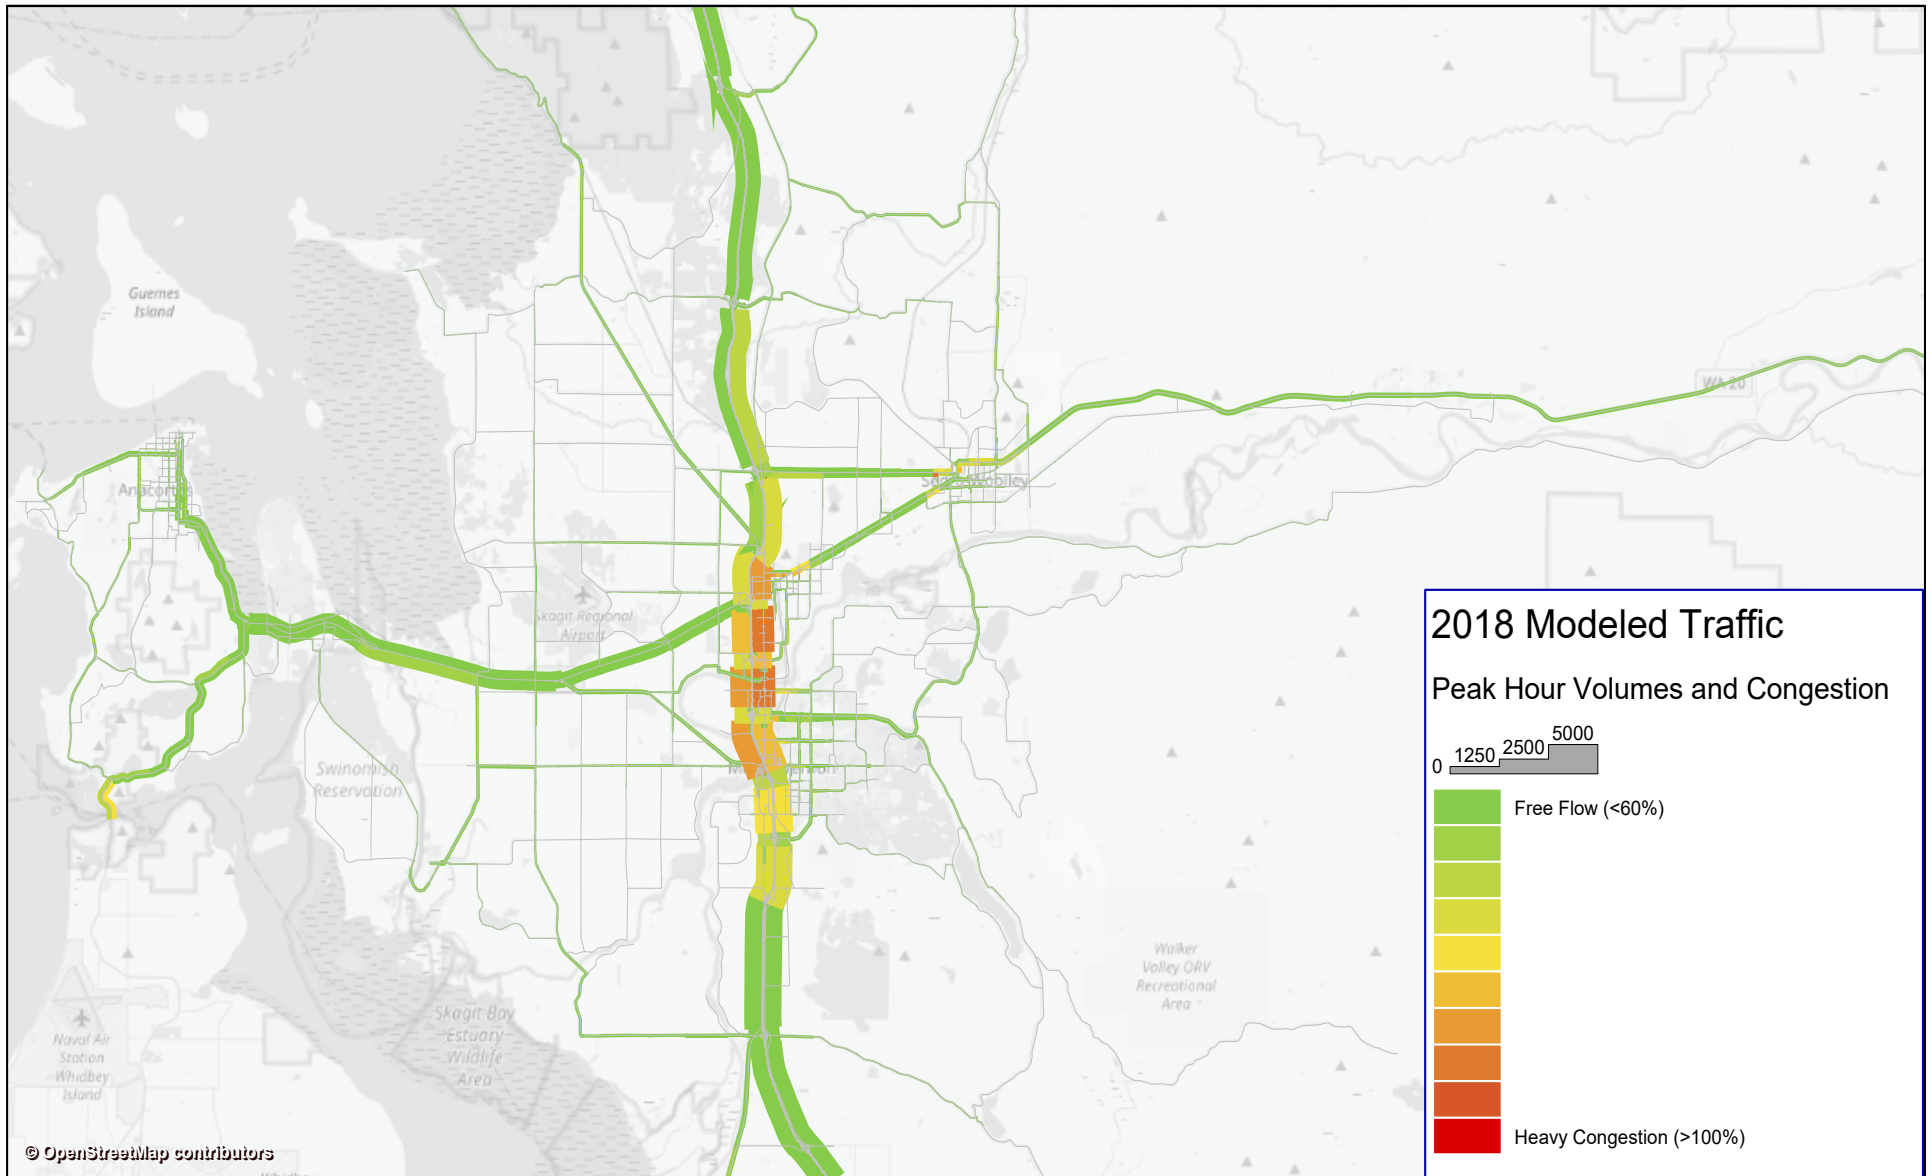 Guemes
Island
WA 20
Anacortes
Skagit Regional
Airport
Swinomish
Reservation
Walker
Valley ORV
Recreational
Area
Skagit Bay
Estuary
Wildlife
Area
Naval Air
Station
Whidbey
Island
© OpenStreetMap contributors
2018 Modeled Traffic
Peak Hour Volumes and Congestion
0 1250 2500 5000
Free Flow (<60%)
Heavy Congestion (>100%)